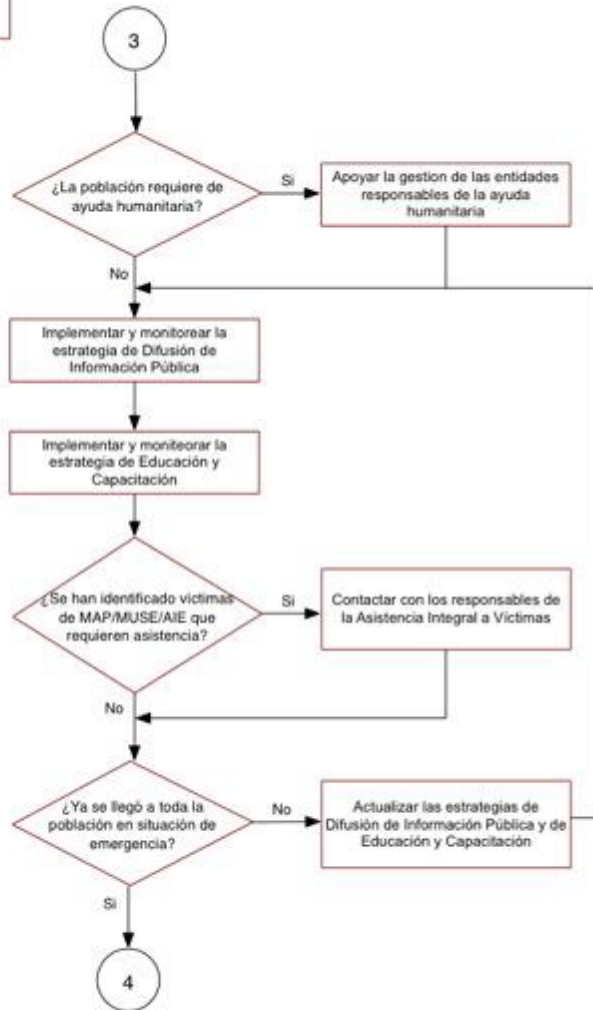 3
¿La población requiere de
ayuda humanitaria?
Si
Apoyar la gestion de las entidades
responsables de la ayuda
humanitaria
No
Implementar y monitorear la
estrategia de Difusión de
Información Pública
Implementar y moniteorar la
estrategia de Educación y
Capacitación
¿Se han identificado victimas
de MAP/MUSE/AIE que
requieren asistencia?
Si
Contactar con los responsables de
la Asistencia Integral a Víctimas
No
¿Ya se llegó a toda la
población en situación de
emergencia?
No
Actualizar las estrategias de
Difusión de Información Pública y de
Educación y Capacitación
Si
4